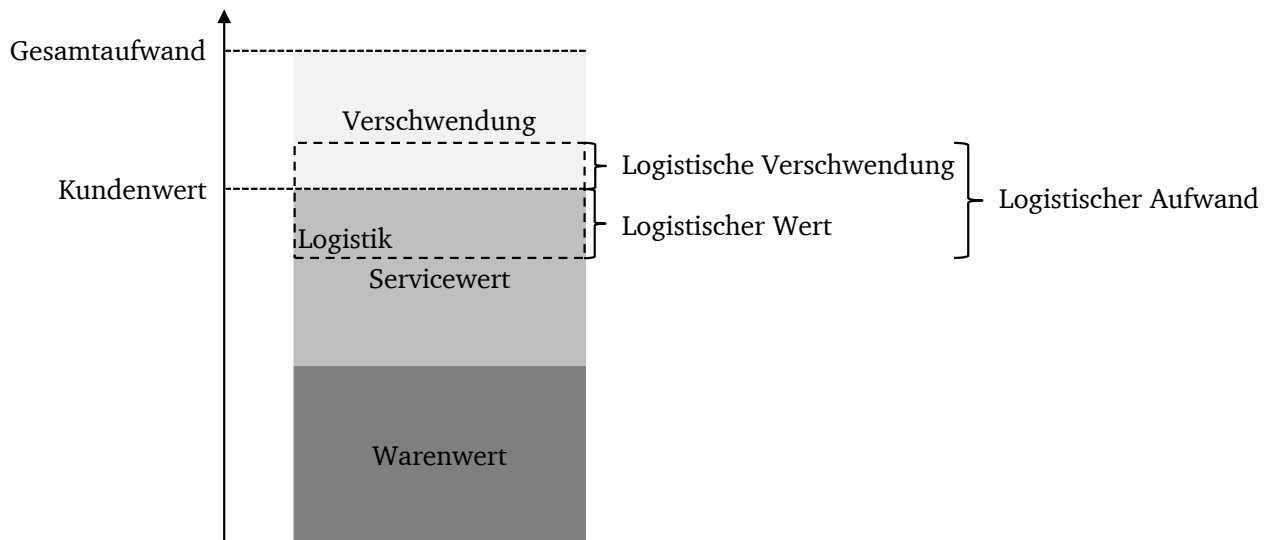 Gesamtaufwand
Verschwendung
Logistische Verschwendung
Kundenwert
Logistischer Aufwand
Logistischer Wert
Logistik
Servicewert
Warenwert